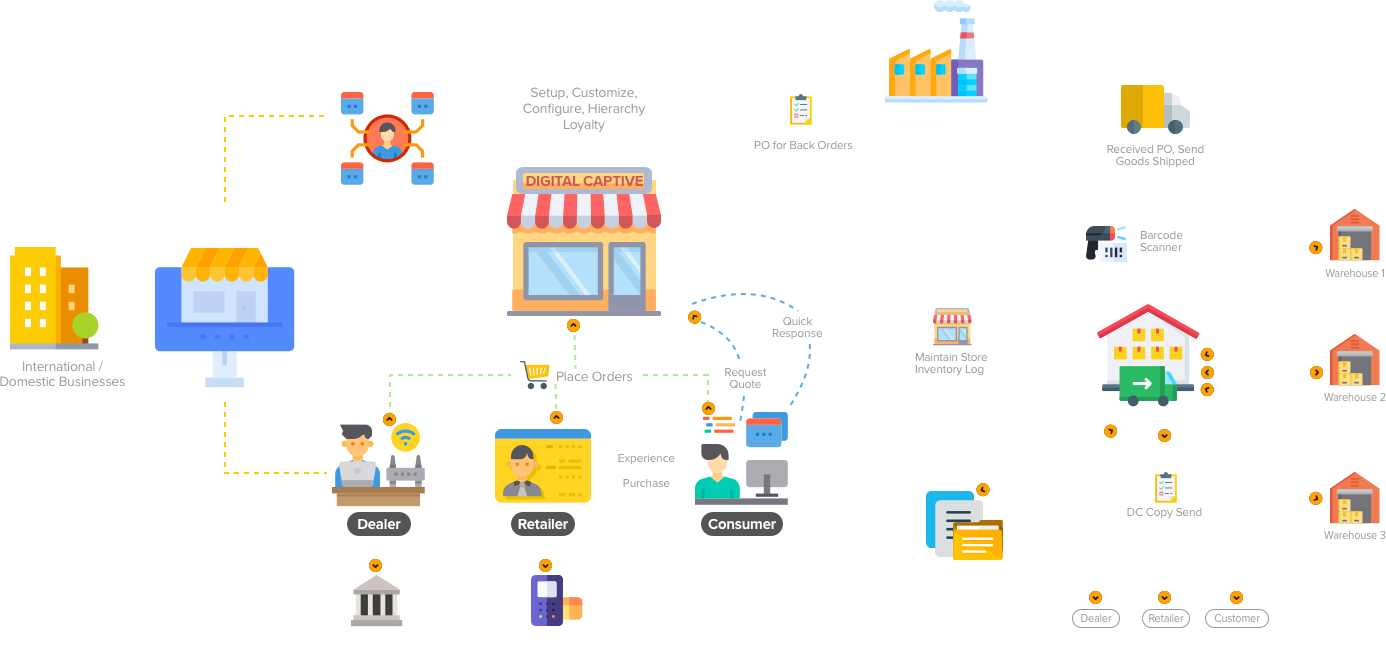 Setup, Customize,
Configure, Hierarchy
Loyalty
PO for Back Orders
Received PO, Send
Goods Shipped
DIGITAL CAPTIVE
Barcode
Scanner
Warehouse 1
International /
Domestic Businesses
Quick
Response
Maintain Store
Inventory Log
Place Orders
Request
Quote
Warehouse 2
Experience
Purchase
Dealer
Retailer
Consumer
DC Copy Send
Warehouse 3
Dealer
Retailer
Customer